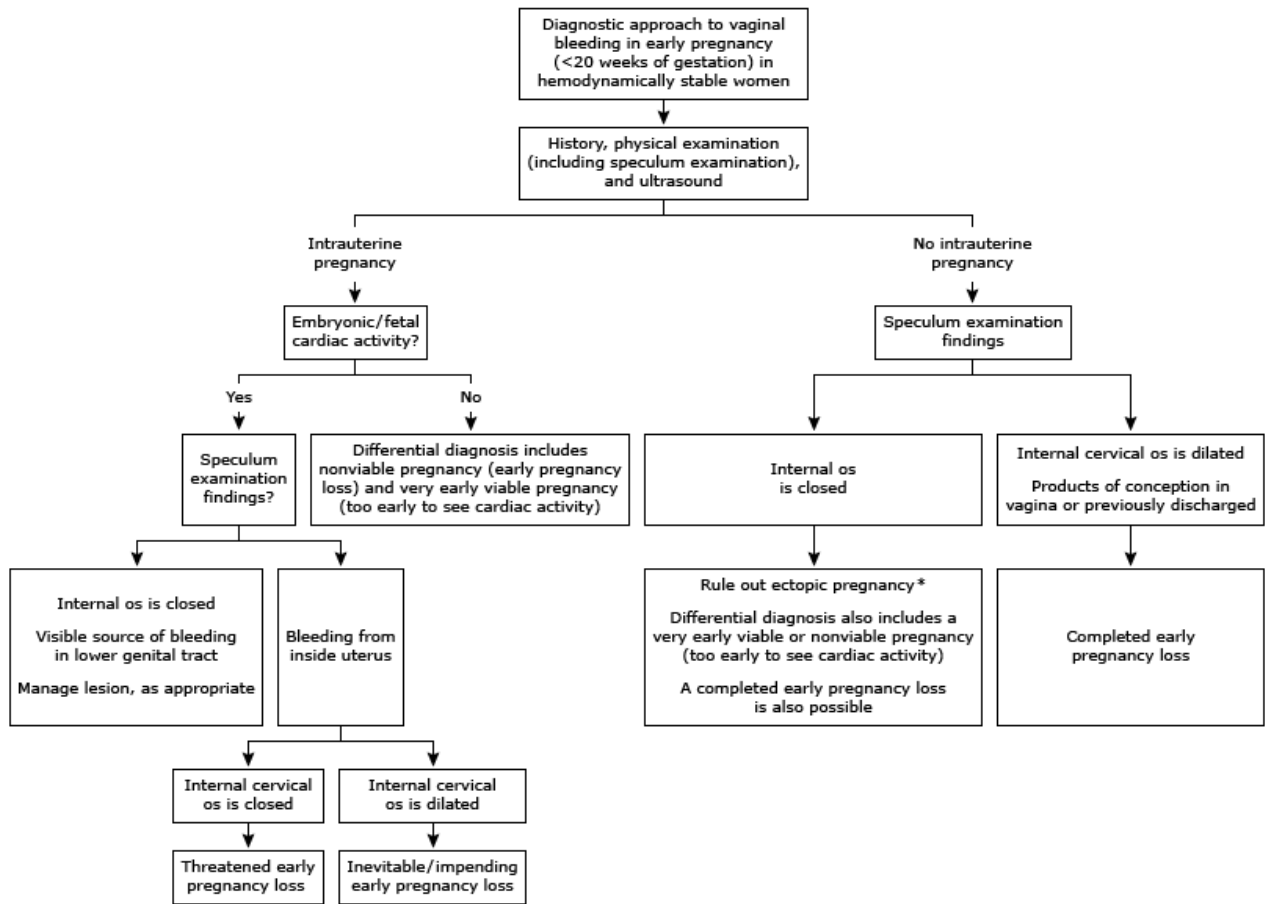 Diagnostic approach to vaginal
bleeding in early pregnancy
(<20 weeks of gestation) in
hemodynamically stable women
History, physical examination
(including speculum examination),
and ultrasound
Intrauterine
pregnancy
No intrauterine
pregnancy
Embryonic/fetal
cardiac activity?
Speculum examination
findings
Yes
No
Speculum
examination
findings?
Differential diagnosis includes
nonviable pregnancy (early pregnancy
loss) and very early viable pregnancy
(too early to see cardiac activity)
Internal os
is closed
Internal cervical os is dilated
Products of conception in
vagina or previously discharged
Internal os is closed
Visible source of bleeding
in lower genital tract
Manage lesion, as appropriate
Bleeding from
inside uterus
Rule out ectopic pregnancy*
Differential diagnosis also includes a
very early viable or nonviable pregnancy
(too early to see cardiac activity)
A completed early pregnancy loss
is also possible
Completed early
pregnancy loss
Internal cervical
os is closed
Internal cervical
os is dilated
Threatened early
pregnancy loss
Inevitable/impending
early pregnancy loss